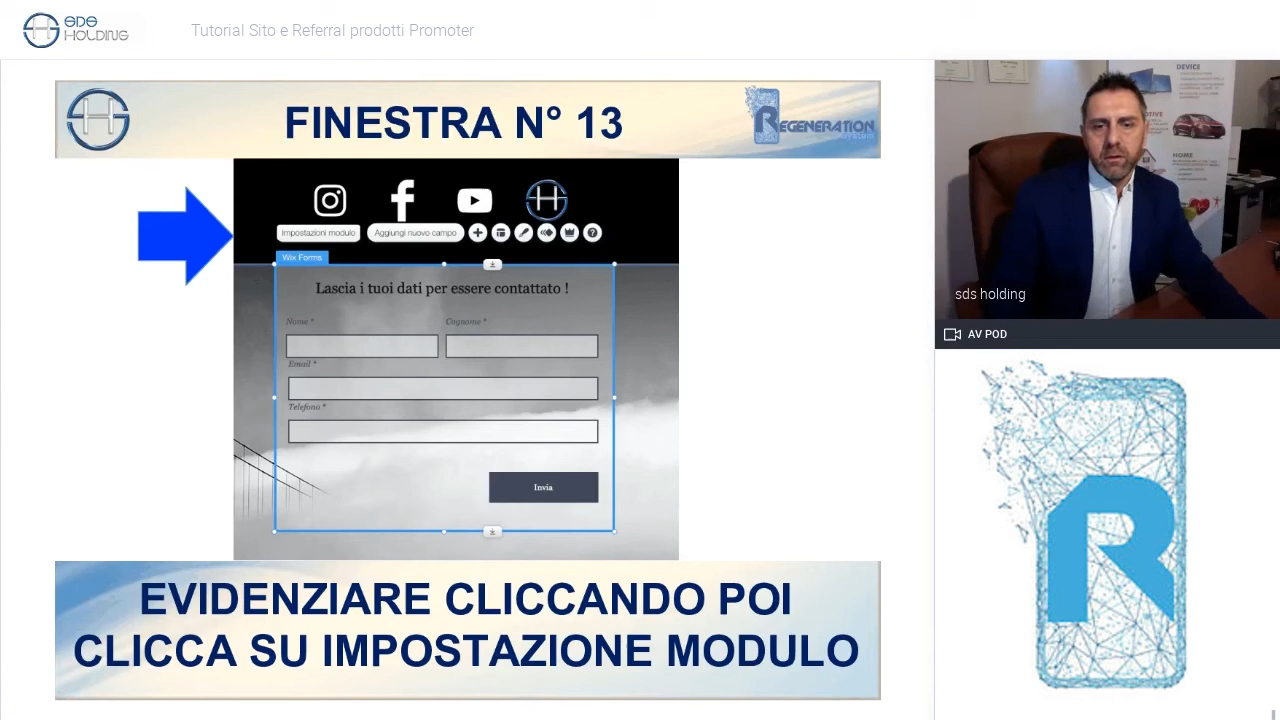 SDS
HOLDING
Tutorial Sito e Referral prodotti Promoter
FINESTRA N° 13
REGENERATION
Impostazioni modulo
Aggiungi nuovo campo
Wix Forms
Lascia i tuoi dati per essere contattato !
Nome *
Cognome *
Email *
Telefono *
Invia
EVIDENZIARE CLICCANDO POI
CLICCA SU IMPOSTAZIONE MODULO
DEVICE
HOME
sds holding
AV POD
R